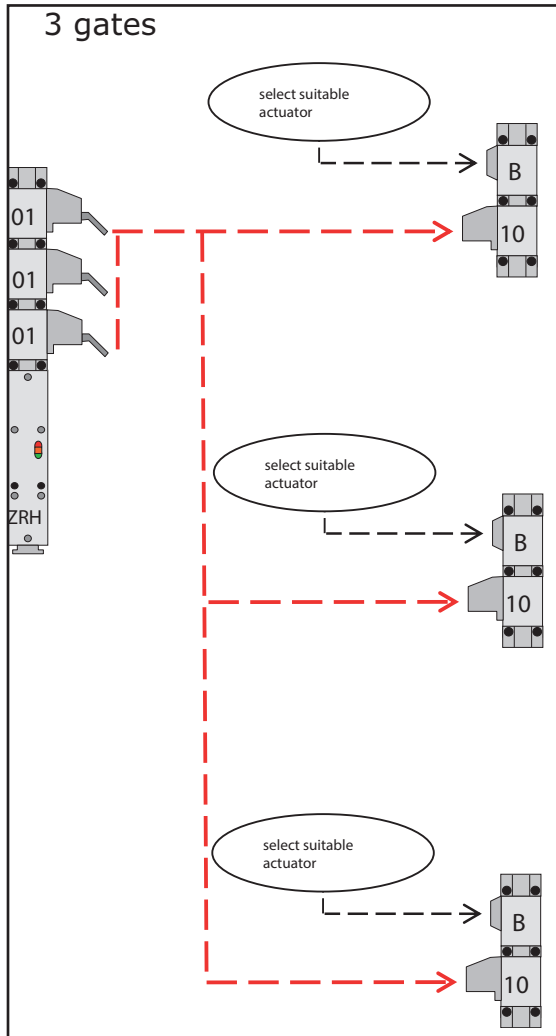 3 gates
select suitable
actuator
B
10
01
01
01
ZRH
select suitable
actuator
B
10
select suitable
actuator
B
10